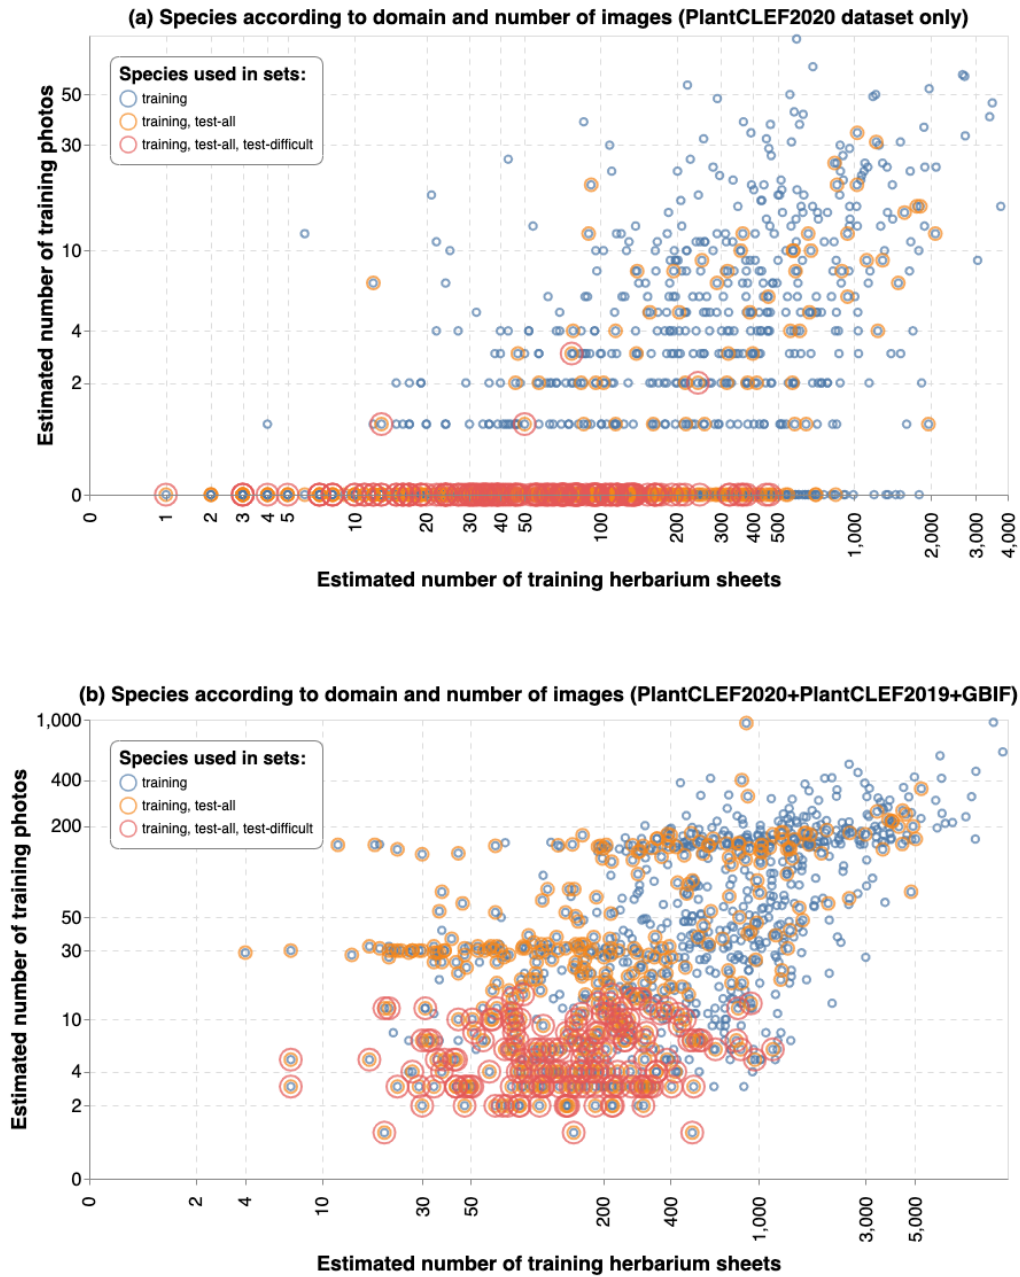 (a) Species according to domain and number of images (PlantCLEF2020 dataset only)
Species used in sets:
training
training, test-all
training, test-all, test-difficult
Estimated number of training photos
50
30
10
4
2
1
0
0 1 2 3 4 5 10 20 30 40 50 100 200 300 400 500 1,000 2,000 3,000 4,000
Estimated number of training herbarium sheets
(b) Species according to domain and number of images (PlantCLEF2020+PlantCLEF2019+GBIF)
Species used in sets:
training
training, test-all
training, test-all, test-difficult
Estimated number of training photos
1,000
400
200
50
30
10
4
2
0
0 2 4 10 30 50 200 400 1,000 3,000 5,000
Estimated number of training herbarium sheets